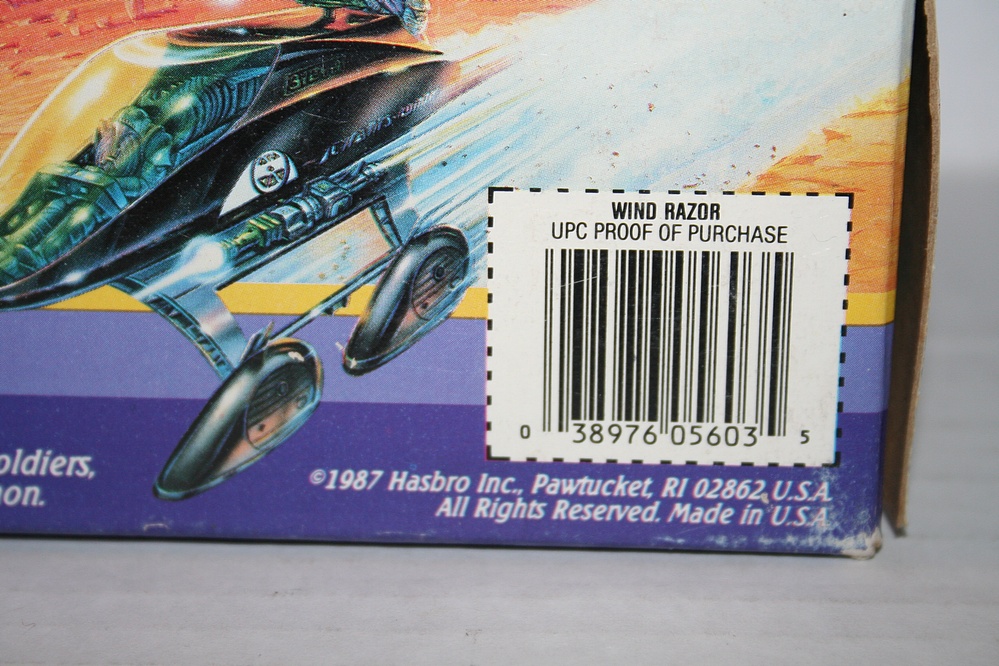 WIND RAZOR
UPC PROOF OF PURCHASE
0 38976 05603 5
oldiers,
non.
©1987 Hasbro Inc., Pawtucket, RI 02862 U.S.A.
All Rights Reserved. Made in U.S.A.